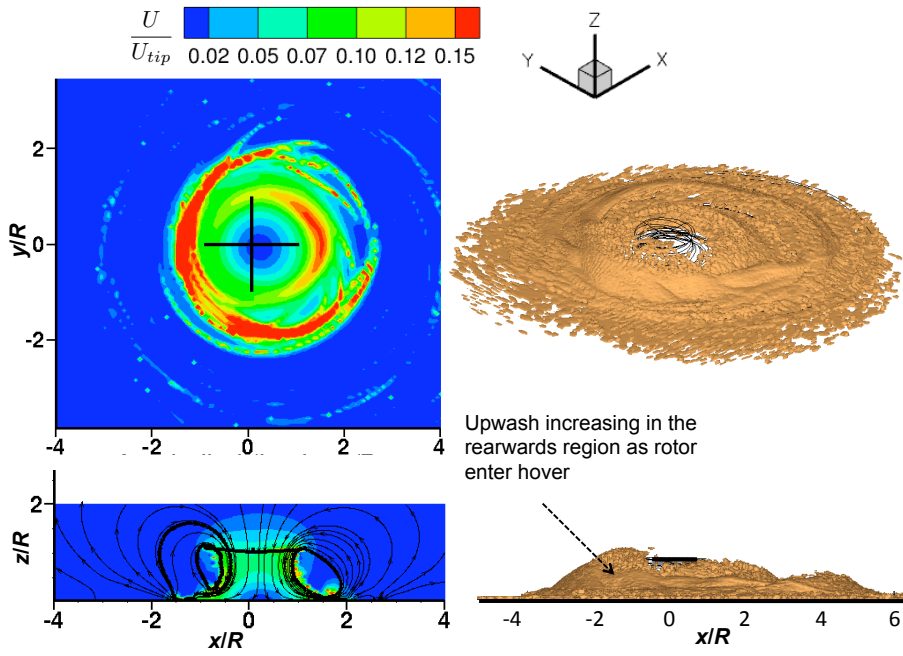 U
U_tip
0.02 0.05 0.07 0.10 0.12 0.15
Z
Y
X
2
0
-2
y/R
-4 -2 0 2 4
Upwash increasing in the
rearwards region as rotor
enter hover
2
z/R
-4 -2 0 2 4
x/R
-4 -2 0 2 4 6
x/R